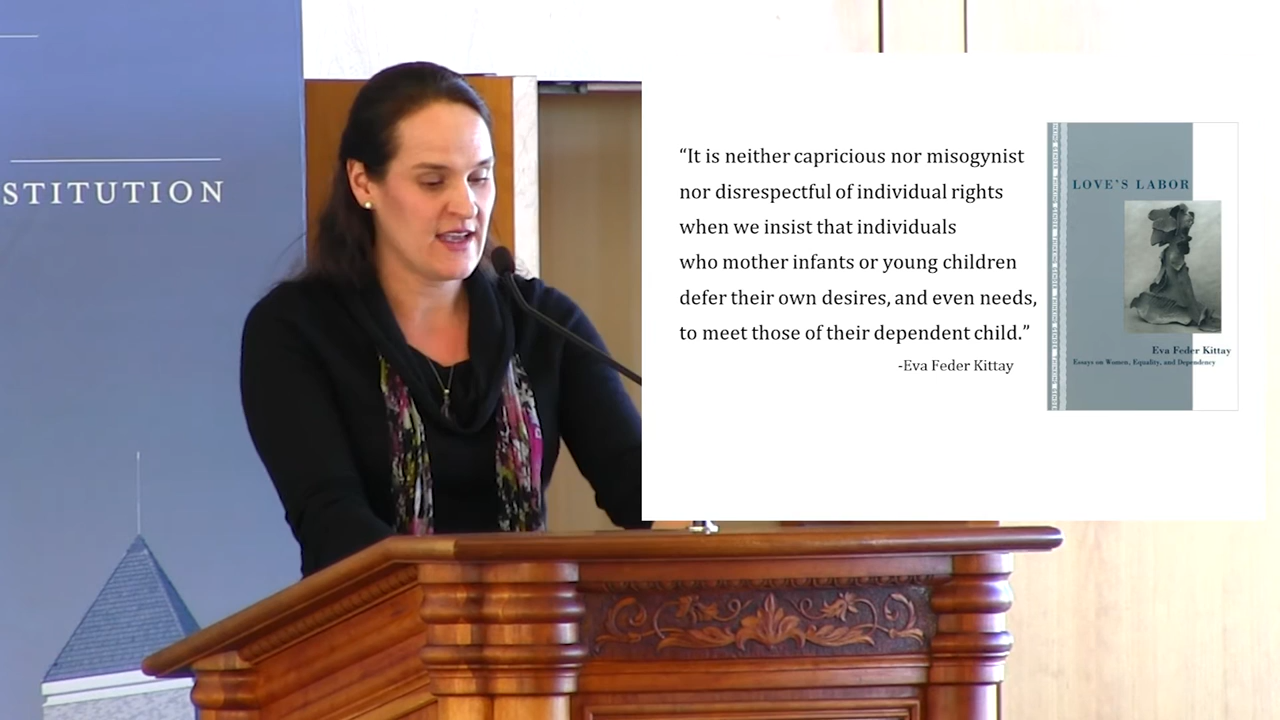 STITUTION
“It is neither capricious nor misogynist
nor disrespectful of individual rights
when we insist that individuals
who mother infants or young children
defer their own desires, and even needs,
to meet those of their dependent child.”
-Eva Feder Kittay
LOVE'S LABOR
Eva Feder Kittay
Essays on Women, Equality, and Dependency